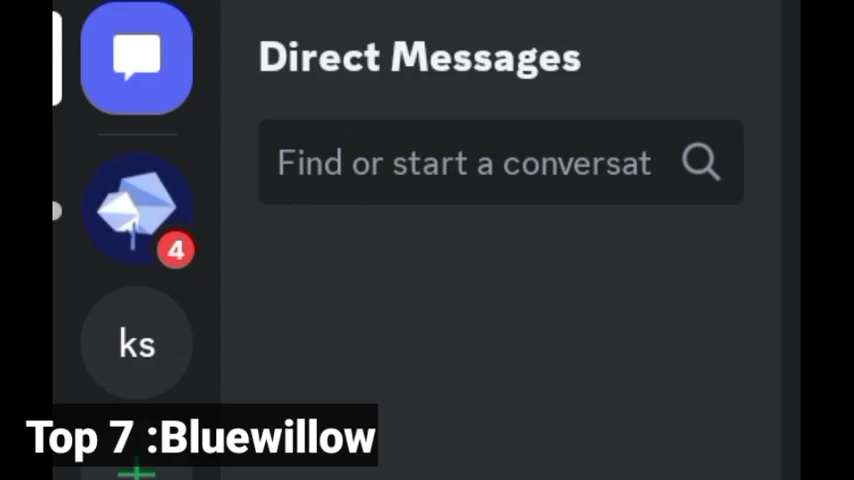 Direct Messages
Find or start a conversat
4
ks
Top 7 :Bluewillow